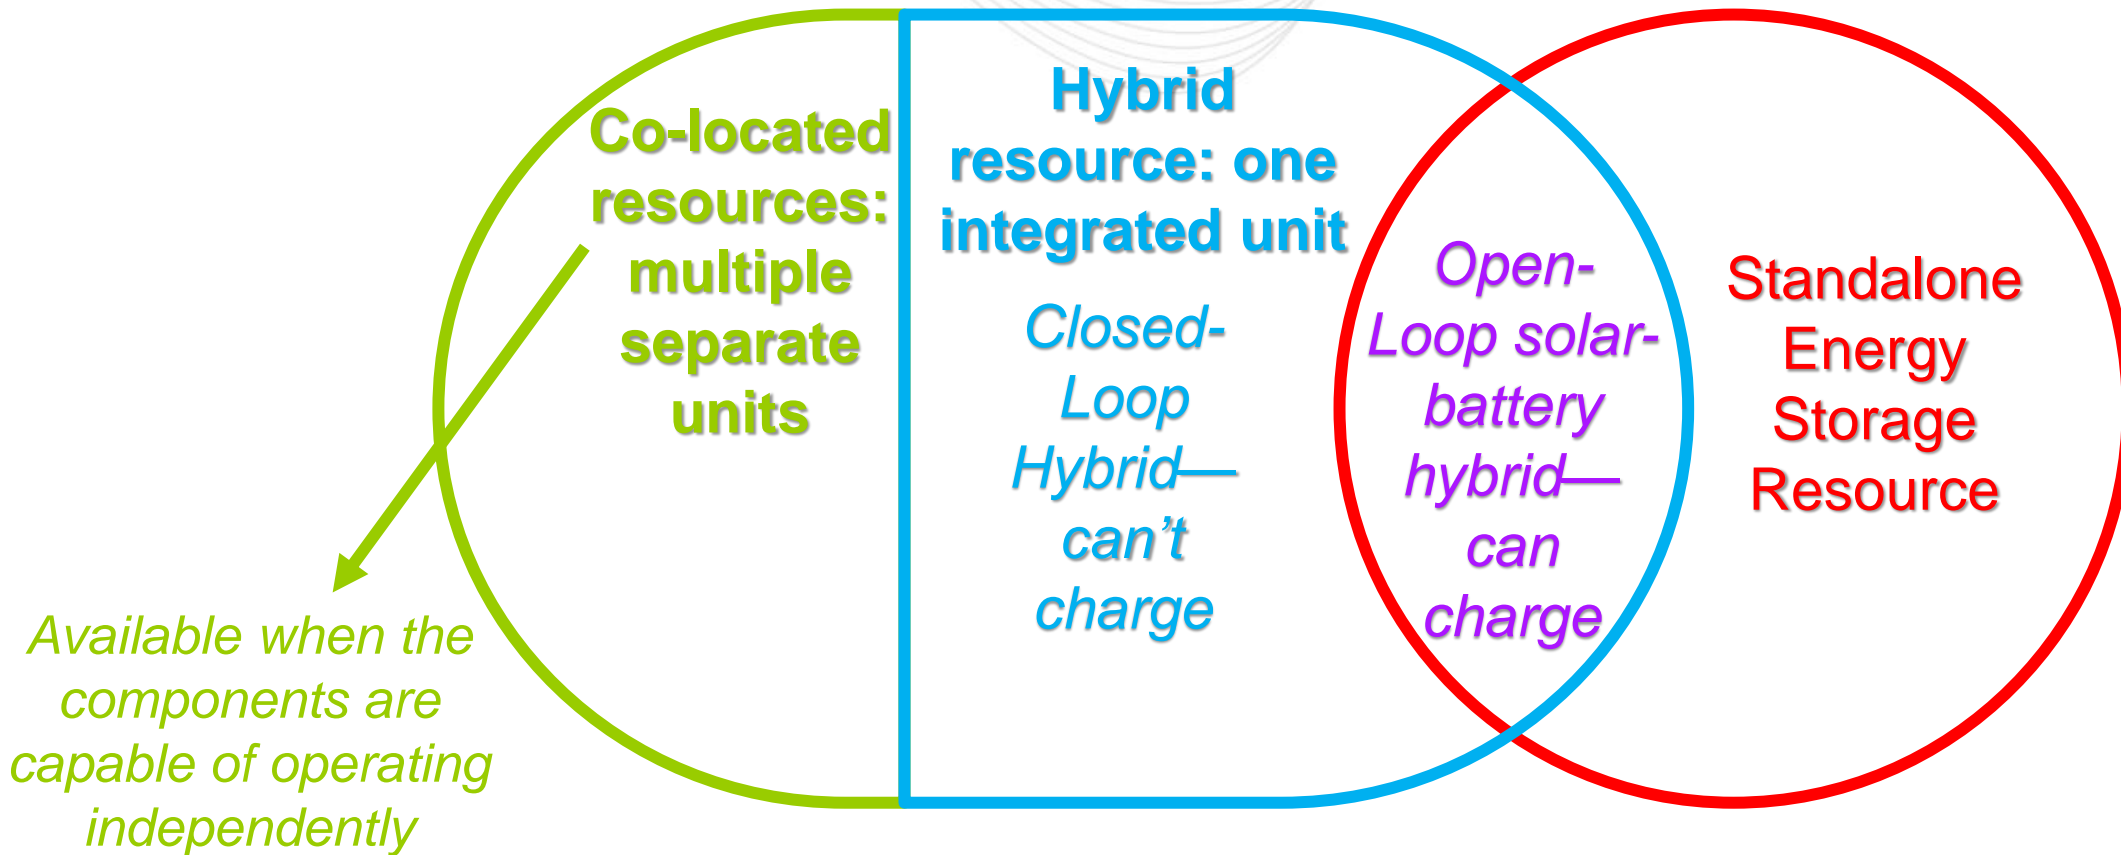 Co-located
resources:
multiple
separate
units
Hybrid
resource: one
integrated unit
Closed-
Loop
Hybrid—
can’t
charge
Open-
Loop solar-
battery
hybrid—
can
charge
Standalone
Energy
Storage
Resource
Available when the
components are
capable of operating
independently